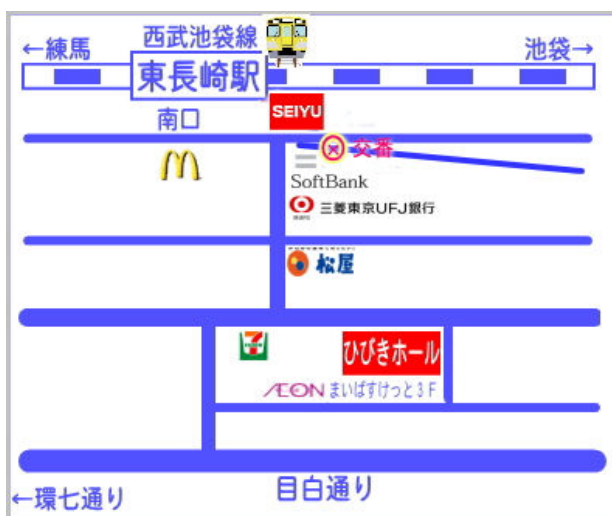 西武池袋線
←練馬
池袋→
東長崎駅
SEIYU
南口
交番
SoftBank
三菱東京UFJ銀行
松屋
ひびきホール
ÆON まいばすけっと3F
目白通り
←環七通り